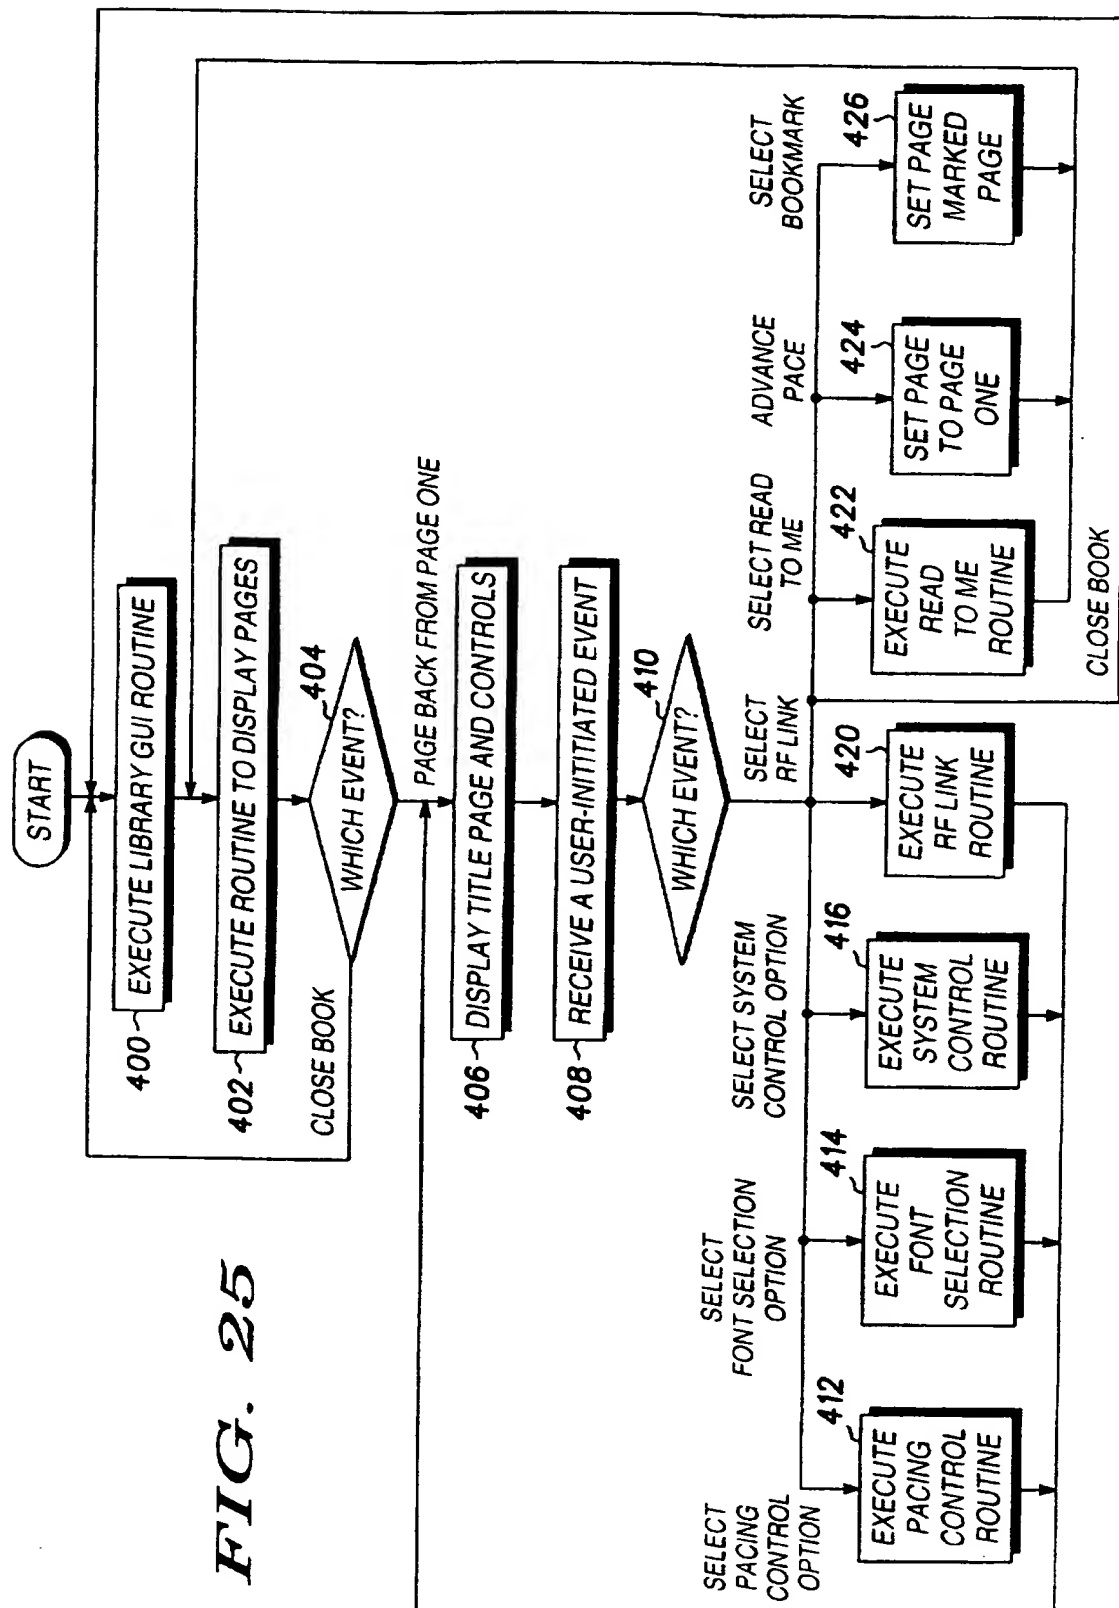 FIG. 25
START
EXECUTE LIBRARY GUI ROUTINE
400
EXECUTE ROUTINE TO DISPLAY PAGES
402
WHICH EVENT?
404
CLOSE BOOK
PAGE BACK FROM PAGE ONE
DISPLAY TITLE PAGE AND CONTROLS
406
RECEIVE A USER-INITITIATED EVENT
408
WHICH EVENT?
410
SELECT
PACING
CONTROL
OPTION
412
EXECUTE
PACING
CONTROL
ROUTINE
SELECT
FONT SELECTION
OPTION
414
EXECUTE
FONT
SELECTION
ROUTINE
SELECT SYSTEM
CONTROL OPTION
416
EXECUTE
SYSTEM
CONTROL
ROUTINE
SELECT
RF LINK
420
EXECUTE
RF LINK
ROUTINE
SELECT READ
TO ME
422
EXECUTE
READ
TO ME
ROUTINE
ADVANCE
PACE
424
SET PAGE
TO PAGE
ONE
SELECT
BOOKMARK
426
SET PAGE
MARKED
PAGE
CLOSE BOOK